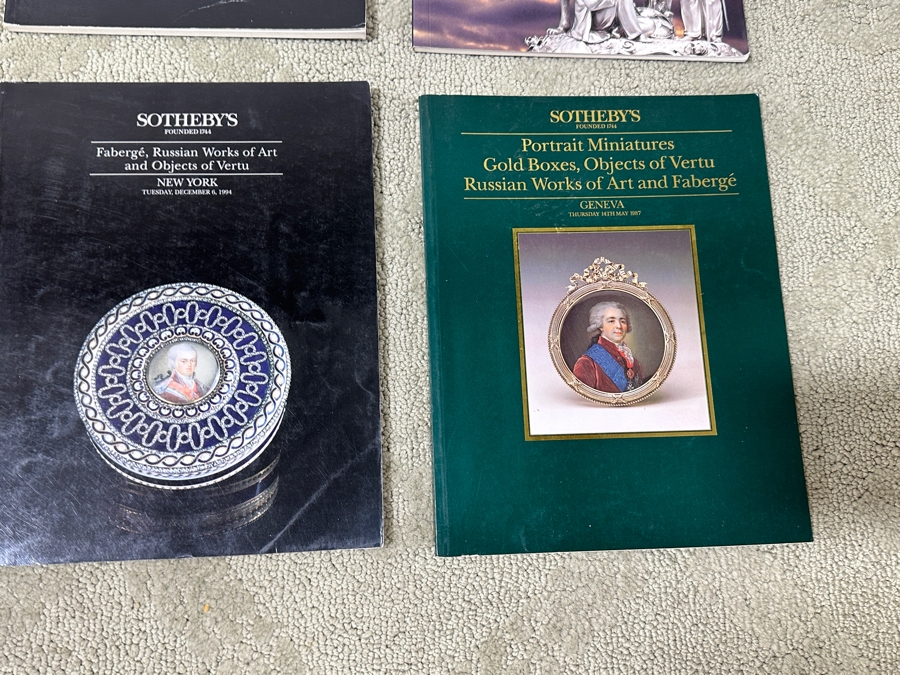 SOTHEBY'S
FOUNDED 1744
Fabergé, Russian Works of Art
and Objects of Vertu
NEW YORK
TUESDAY, DECEMBER 6, 1994
SOTHEBY'S
FOUNDED 1744
Portrait Miniatures
Gold Boxes, Objects of Vertu
Russian Works of Art and Fabergé
GENEVA
THURSDAY 14TH MAY 1987